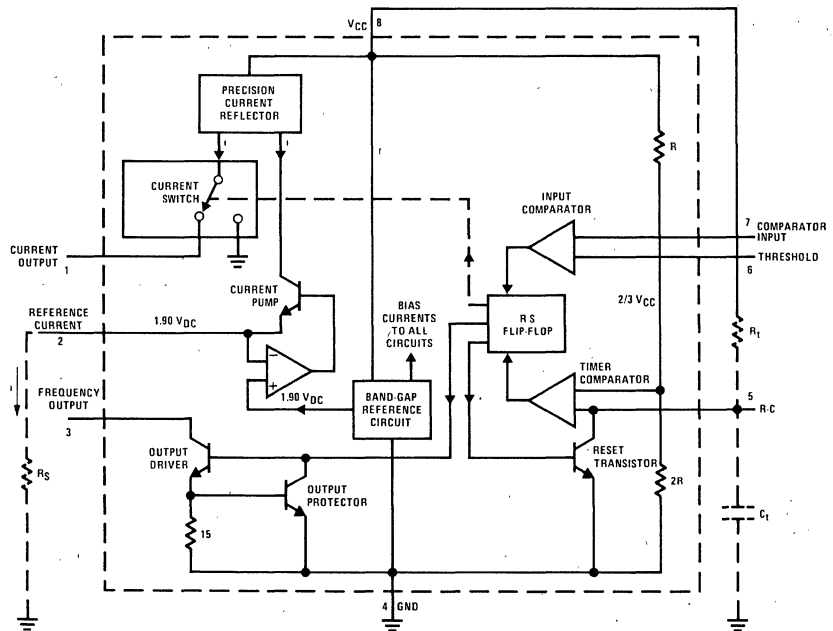 VCC 8
PRECISION
CURRENT
REFLECTOR
I I
R
CURRENT
SWITCH
INPUT
COMPARATOR
7 COMPARATOR
INPUT
THRESHOLD
6
CURRENT
OUTPUT 1
CURRENT
PUMP
BIAS
CURRENTS
TO ALL
CIRCUITS
2/3 VCC
REFERENCE
CURRENT
2
1.90 VDC
R S
FLIP-FLOP
Rt
I
TIMER
COMPARATOR
5
R-C
FREQUENCY
OUTPUT
3
1.90 VDC
BAND-GAP
REFERENCE
CIRCUIT
OUTPUT
DRIVER
RESET
TRANSISTOR
RS
OUTPUT
PROTECTOR
2R
15
Ct
4 GND